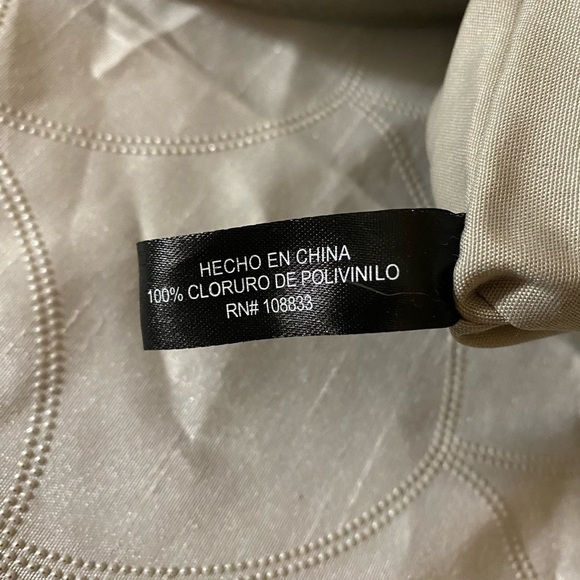 HECHO EN CHINA
100% CLORURO DE POLIVINILO
RN# 108833